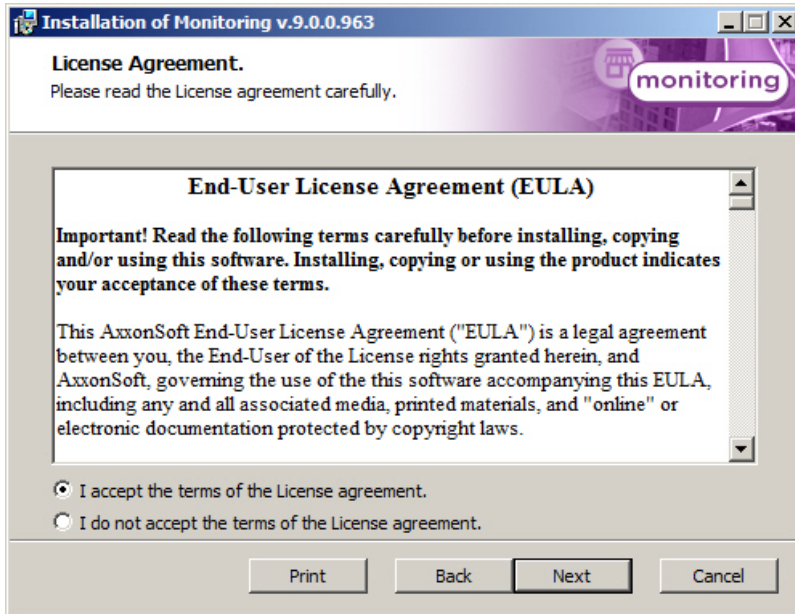 Installation of Monitoring v.9.0.0.963
License Agreement.
Please read the License agreement carefully.
monitoring
End-User License Agreement (EULA)
Important! Read the following terms carefully before installing, copying
and/or using this software. Installing, copying or using the product indicates
your acceptance of these terms.
This AxxonSoft End-User License Agreement ("EULA") is a legal agreement
between you, the End-User of the License rights granted herein, and
AxxonSoft, governing the use of the this software accompanying this EULA,
including any and all associated media, printed materials, and "online" or
electronic documentation protected by copyright laws.
I accept the terms of the License agreement.
I do not accept the terms of the License agreement.
Print Back Next Cancel